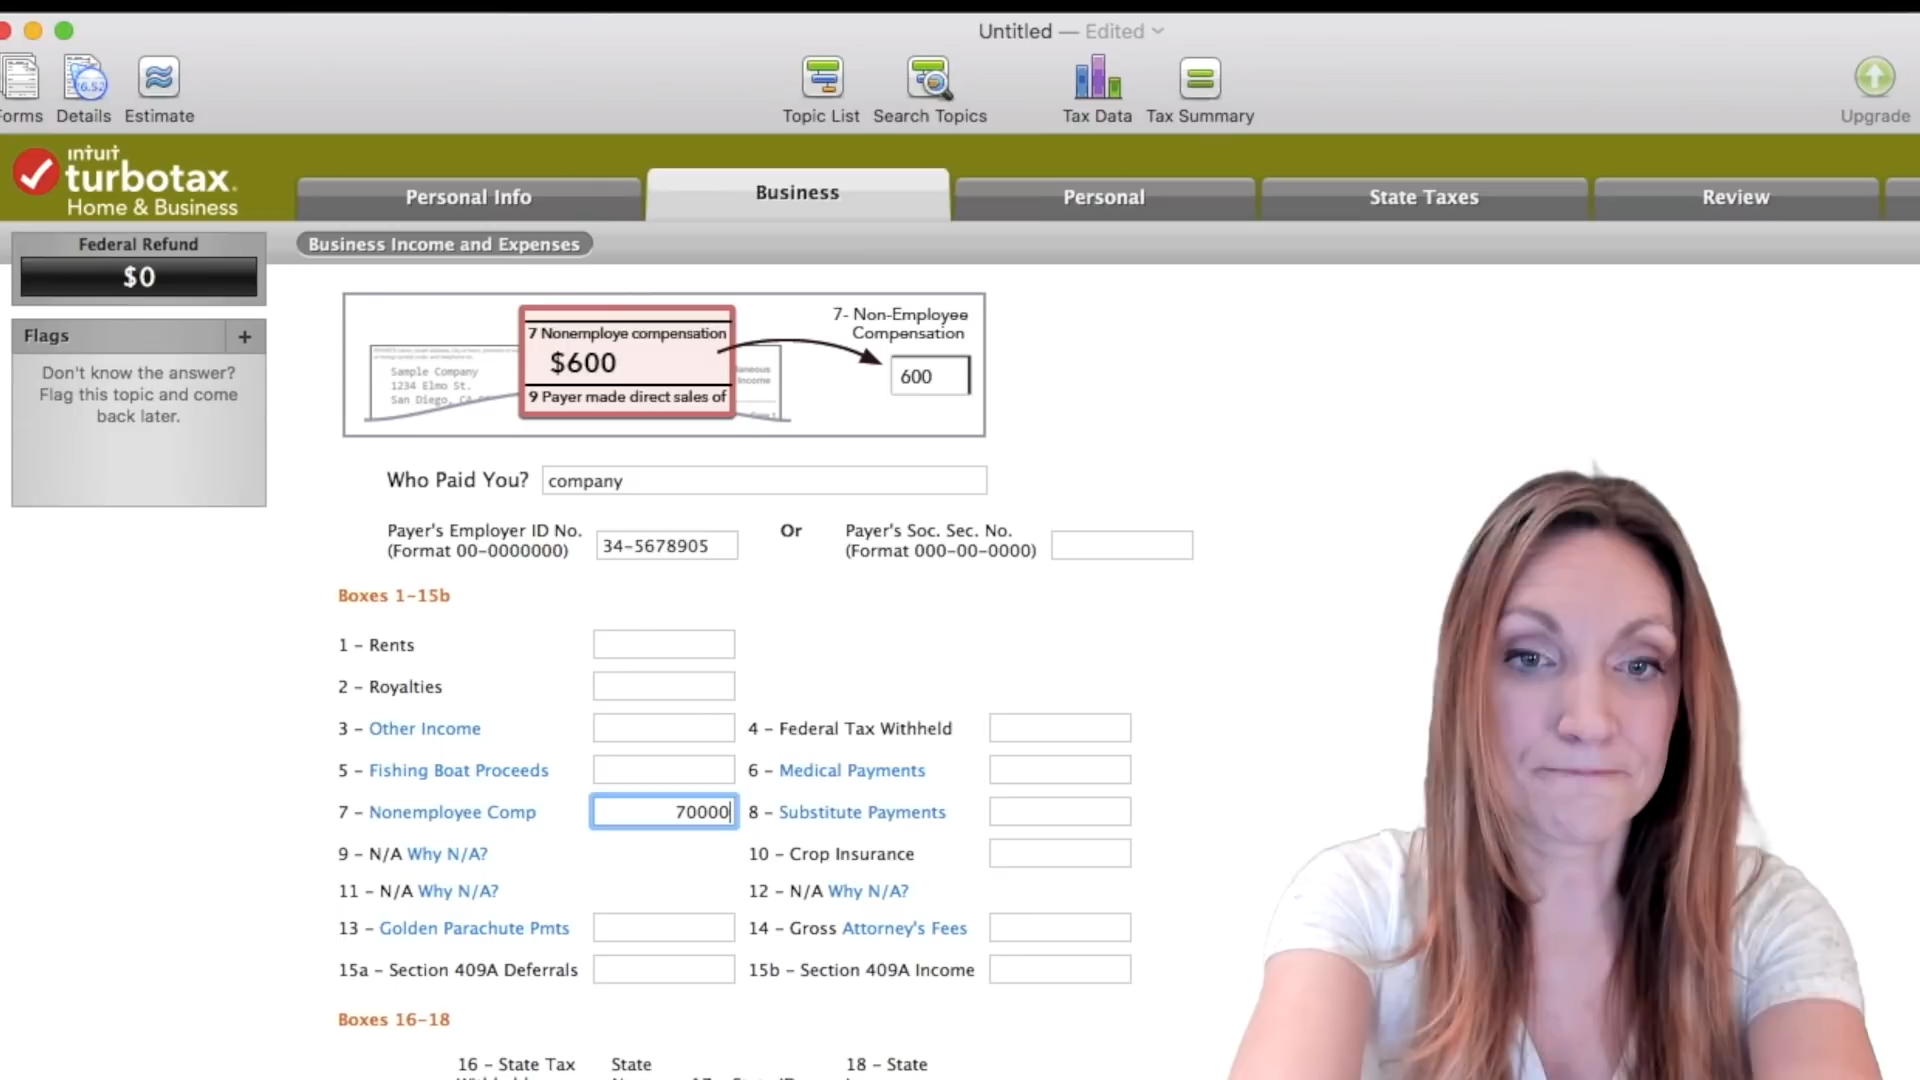 Untitled — Edited
Forms
Details
Estimate
Topic List
Search Topics
Tax Data
Tax Summary
Upgrade
ıntuıt
turbotax.
Home & Business
Personal Info
Business
Personal
State Taxes
Review
Federal Refund
$0
Business Income and Expenses
Flags
+
Don't know the answer?
Flag this topic and come
back later.
7 Nonemploye compensation
$600
9 Payer made direct sales of
Sample Company
1234 Elmo St.
San Diego, CA
7- Non-Employee
Compensation
600
Who Paid You? company
Payer's Employer ID No.
(Format 00-0000000)
34-5678905
Or
Payer's Soc. Sec. No.
(Format 000-00-0000)
Boxes 1-15b
1 - Rents
2 - Royalties
3 - Other Income
4 - Federal Tax Withheld
5 - Fishing Boat Proceeds
6 - Medical Payments
7 - Nonemployee Comp 70000
8 - Substitute Payments
9 - N/A Why N/A?
10 - Crop Insurance
11 - N/A Why N/A?
12 - N/A Why N/A?
13 - Golden Parachute Pmts
14 - Gross Attorney's Fees
15a - Section 409A Deferrals
15b - Section 409A Income
Boxes 16-18
16 - State Tax
State
18 - State